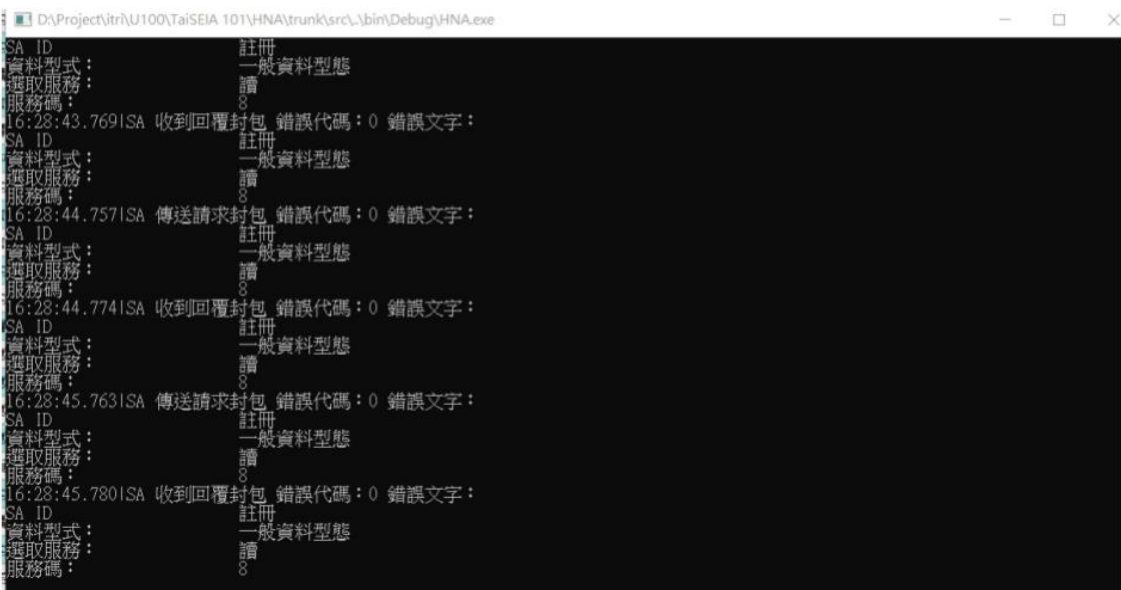 D:\Project\itri\U100\TaiSEIA 101\HNA\trunk\src\..\bin\Debug\HNA.exe
SA ID 註冊
資料型式： 一般資料型態
選取服務： 讀
服務碼： 8
16:28:43.769|SA 收到回覆封包 錯誤代碼：0 錯誤文字：
SA ID 註冊
資料型式： 一般資料型態
選取服務： 讀
服務碼： 8
16:28:44.757|SA 傳送請求封包 錯誤代碼：0 錯誤文字：
SA ID 註冊
資料型式： 一般資料型態
選取服務： 讀
服務碼： 8
16:28:44.774|SA 收到回覆封包 錯誤代碼：0 錯誤文字：
SA ID 註冊
資料型式： 一般資料型態
選取服務： 讀
服務碼： 8
16:28:45.763|SA 傳送請求封包 錯誤代碼：0 錯誤文字：
SA ID 註冊
資料型式： 一般資料型態
選取服務： 讀
服務碼： 8
16:28:45.780|SA 收到回覆封包 錯誤代碼：0 錯誤文字：
SA ID 註冊
資料型式： 一般資料型態
選取服務： 讀
服務碼： 8